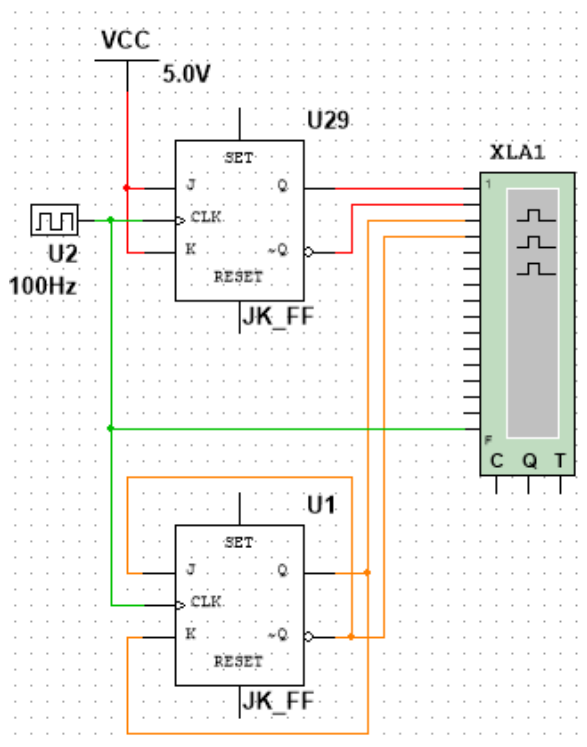 VCC
5.0V
U29
SET
J Q
CLK
K ~Q
RESET
JK_FF
U2
100Hz
XLA1
1
F
C Q T
U1
SET
J Q
CLK
K ~Q
RESET
JK_FF